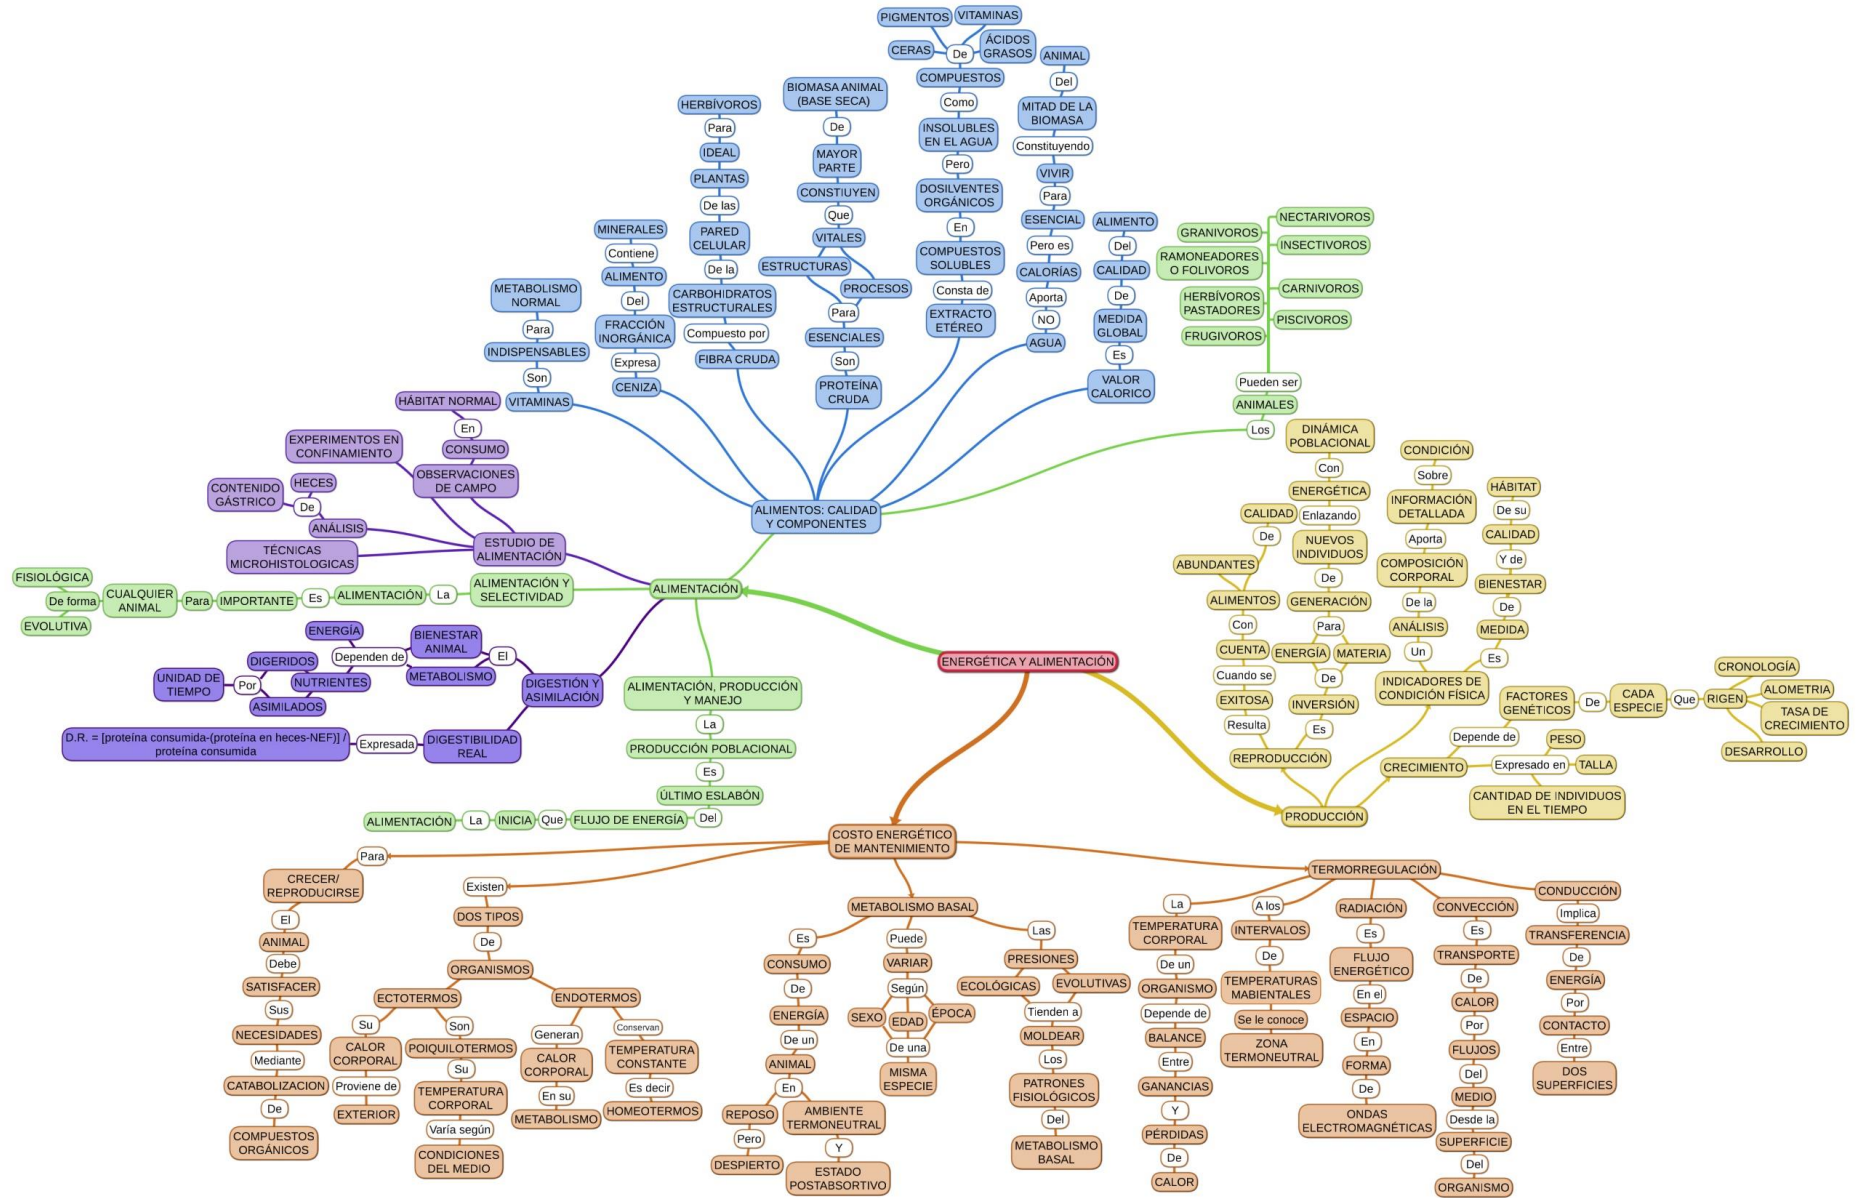 ENERGÉTICA Y ALIMENTACIÓN
ALIMENTACIÓN
ALIMENTOS: CALIDAD
Y COMPONENTES
VITAMINAS
Son
INDISPENSABLES
Para
METABOLISMO
NORMAL
CENIZA
Expresa
FRACCIÓN
INORGÁNICA
Del
ALIMENTO
Contiene
MINERALES
FIBRA CRUDA
Compuesto por
CARBOHIDRATOS
ESTRUCTURALES
De la
PARED
CELULAR
De las
PLANTAS
IDEAL
Para
HERBÍVOROS
PROTEÍNA
CRUDA
Son
ESENCIALES
Para
ESTRUCTURAS
PROCESOS
VITALES
Que
CONSTIUYEN
MAYOR
PARTE
De
BIOMASA ANIMAL
(BASE SECA)
EXTRACTO
ETÉREO
Consta de
COMPUESTOS
SOLUBLES
En
DOSILVENTES
ORGÁNICOS
Pero
INSOLUBLES
EN EL AGUA
Como
COMPUESTOS
De
CERAS
PIGMENTOS
VITAMINAS
ÁCIDOS
GRASOS
AGUA
NO
Aporta
CALORÍAS
Pero es
ESENCIAL
Para
VIVIR
Constituyendo
MITAD DE LA
BIOMASA
Del
ANIMAL
VALOR
CALORICO
Es
MEDIDA
GLOBAL
De
CALIDAD
Del
ALIMENTO
Los
ANIMALES
Pueden ser
NECTARIVOROS
GRANIVOROS
INSECTIVOROS
RAMONEADORES
O FOLIVOROS
CARNIVOROS
HERBÍVOROS
PASTADORES
PISCIVOROS
FRUGIVOROS
ESTUDIO DE
ALIMENTACIÓN
OBSERVACIONES
DE CAMPO
CONSUMO
En
HÁBITAT NORMAL
EXPERIMENTOS EN
CONFINAMIENTO
ANÁLISIS
De
HECES
CONTENIDO
GÁSTRICO
TÉCNICAS
MICROHISTOLOGICAS
ALIMENTACIÓN Y
SELECTIVIDAD
La
ALIMENTACIÓN
Es
IMPORTANTE
Para
CUALQUIER
ANIMAL
De forma
FISIOLÓGICA
EVOLUTIVA
DIGESTIÓN Y
ASIMILACIÓN
El
BIENESTAR
ANIMAL
METABOLISMO
Dependen de
ENERGÍA
NUTRIENTES
DIGERIDOS
ASIMILADOS
Por
UNIDAD DE
TIEMPO
DIGESTIBILIDAD
REAL
Expresada
D.R. = [proteína consumida-(proteína en heces-NEF)] /
proteína consumida
ALIMENTACIÓN, PRODUCCIÓN
Y MANEJO
La
PRODUCCIÓN POBLACIONAL
Es
ÚLTIMO ESLABÓN
Del
FLUJO DE ENERGÍA
Que
INICIA
La
ALIMENTACIÓN
PRODUCCIÓN
REPRODUCCIÓN
Resulta
EXITOSA
Cuando se
CUENTA
Con
ALIMENTOS
ABUNDANTES
De
CALIDAD
Es
INVERSIÓN
De
ENERGÍA
MATERIA
Para
GENERACIÓN
De
NUEVOS
INDIVIDUOS
Enlazando
ENERGÉTICA
Con
DINÁMICA
POBLACIONAL
INDICADORES DE
CONDICIÓN FÍSICA
Un
ANÁLISIS
De la
COMPOSICIÓN
CORPORAL
Aporta
INFORMACIÓN
DETALLADA
Sobre
CONDICIÓN
Es
MEDIDA
De
BIENESTAR
Y de
CALIDAD
De su
HÁBITAT
CRECIMIENTO
Depende de
FACTORES
GENÉTICOS
De
CADA
ESPECIE
Que
RIGEN
CRONOLOGÍA
ALOMETRIA
TASA DE
CRECIMIENTO
DESARROLLO
Expresado en
PESO
TALLA
CANTIDAD DE INDIVIDUOS
EN EL TIEMPO
COSTO ENERGÉTICO
DE MANTENIMIENTO
Para
CRECER/
REPRODUCIRSE
El
ANIMAL
Debe
SATISFACER
Sus
NECESIDADES
Mediante
CATABOLIZACION
De
COMPUESTOS
ORGÁNICOS
Existen
DOS TIPOS
De
ORGANISMOS
ECTOTERMOS
Su
CALOR
CORPORAL
Proviene de
EXTERIOR
Son
POIQUILOTERMOS
Su
TEMPERATURA
CORPORAL
Varía según
CONDICIONES
DEL MEDIO
ENDOTERMOS
Generan
CALOR
CORPORAL
En su
METABOLISMO
Conservan
TEMPERATURA
CONSTANTE
Es decir
HOMEOTERMOS
METABOLISMO BASAL
Es
CONSUMO
De
ENERGÍA
De un
ANIMAL
En
REPOSO
Pero
DESPIERTO
AMBIENTE
TERMONEUTRAL
Y
ESTADO
POSTABSORTIVO
Puede
VARIAR
Según
SEXO
EDAD
ÉPOCA
De una
MISMA
ESPECIE
Las
PRESIONES
ECOLÓGICAS
EVOLUTIVAS
Tienden a
MOLDEAR
Los
PATRONES
FISIOLÓGICOS
Del
METABOLISMO
BASAL
TERMORREGULACIÓN
La
TEMPERATURA
CORPORAL
De un
ORGANISMO
Depende de
BALANCE
Entre
GANANCIAS
Y
PÉRDIDAS
De
CALOR
A los
INTERVALOS
De
TEMPERATURAS
MABIENTALES
Se le conoce
ZONA
TERMONEUTRAL
RADIACIÓN
Es
FLUJO
ENERGÉTICO
En el
ESPACIO
En
FORMA
De
ONDAS
ELECTROMAGNÉTICAS
CONVECCIÓN
Es
TRANSPORTE
De
CALOR
Por
FLUJOS
Del
MEDIO
Desde la
SUPERFICIE
Del
ORGANISMO
CONDUCCIÓN
Implica
TRANSFERENCIA
De
ENERGÍA
Por
CONTACTO
Entre
DOS
SUPERFICIES